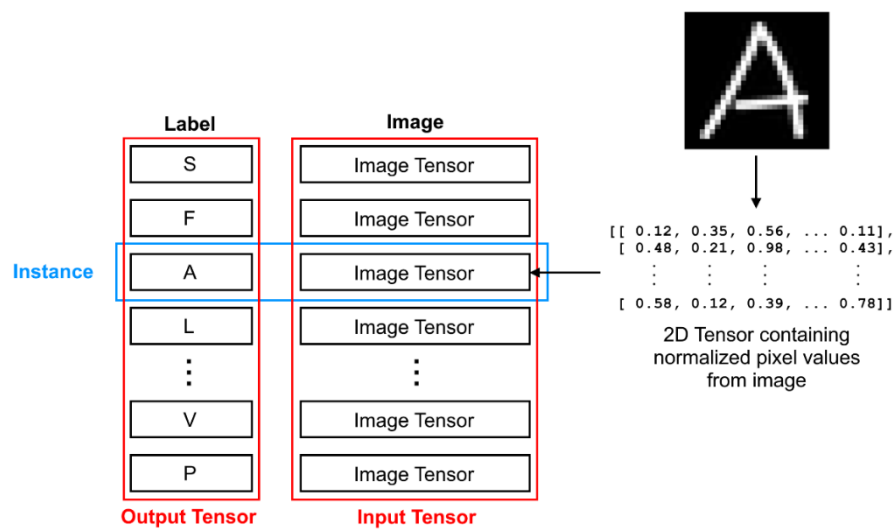 Label
Image
S
Image Tensor
F
Image Tensor
Instance
A
Image Tensor
L
Image Tensor
V
Image Tensor
P
Image Tensor
Output Tensor
Input Tensor
A
[[ 0.12, 0.35, 0.56, ... 0.11],
[ 0.48, 0.21, 0.98, ... 0.43],
[ 0.58, 0.12, 0.39, ... 0.78]]
2D Tensor containing
normalized pixel values
from image